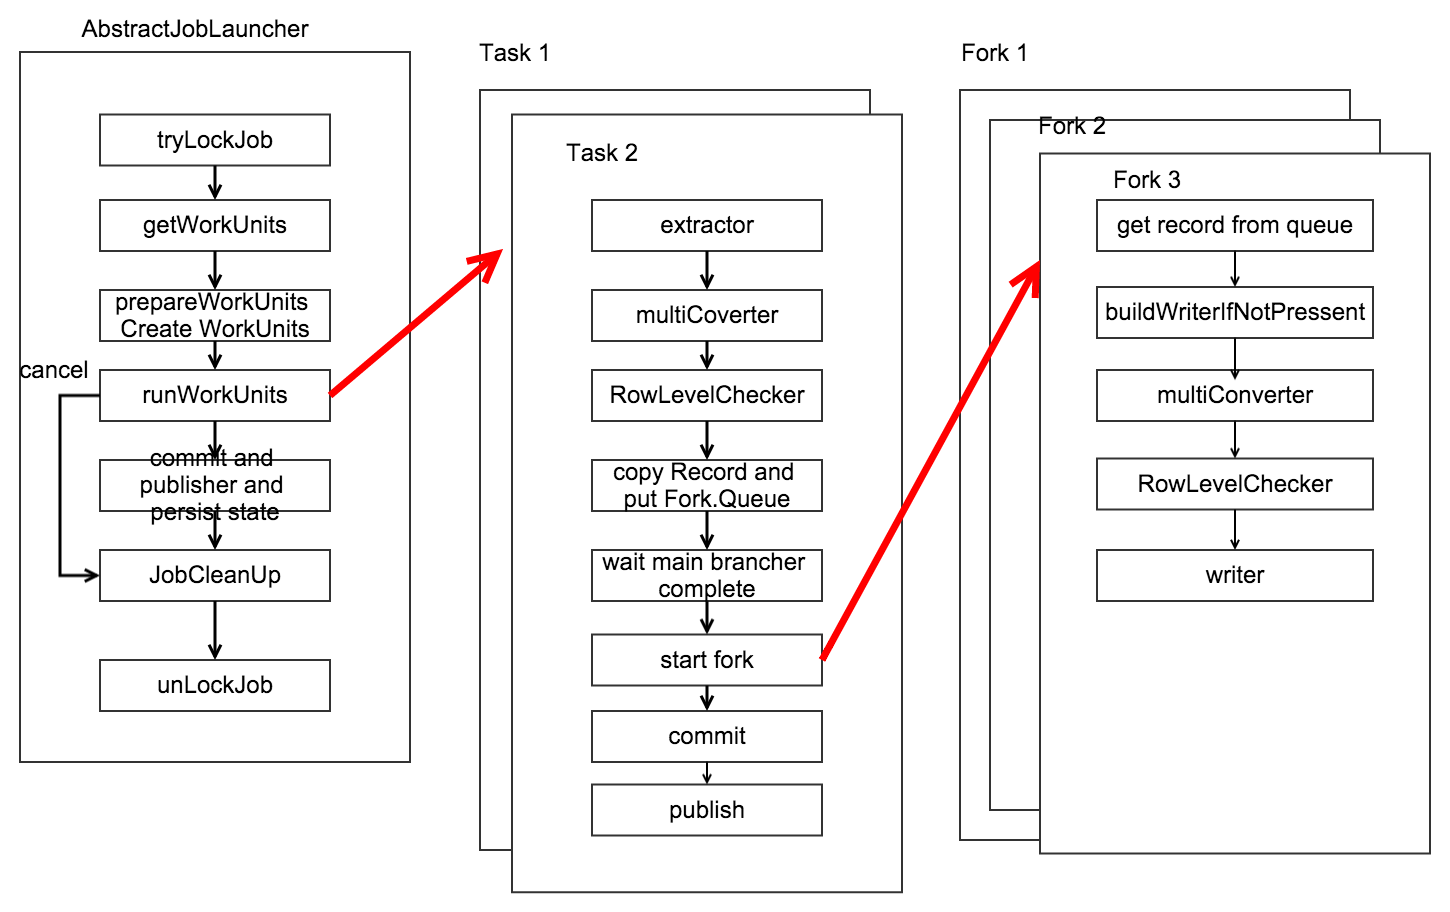 AbstractJobLauncher
tryLockJob
getWorkUnits
prepareWorkUnits
Create WorkUnits
cancel
runWorkUnits
commit and
publisher and
persist state
JobCleanUp
unLockJob
Task 1
Task 2
extractor
multiCoverter
RowLevelChecker
copy Record and
put Fork.Queue
wait main brancher
complete
start fork
commit
publish
Fork 1
Fork 2
Fork 3
get record from queue
buildWriterIfNotPressent
multiConverter
RowLevelChecker
writer